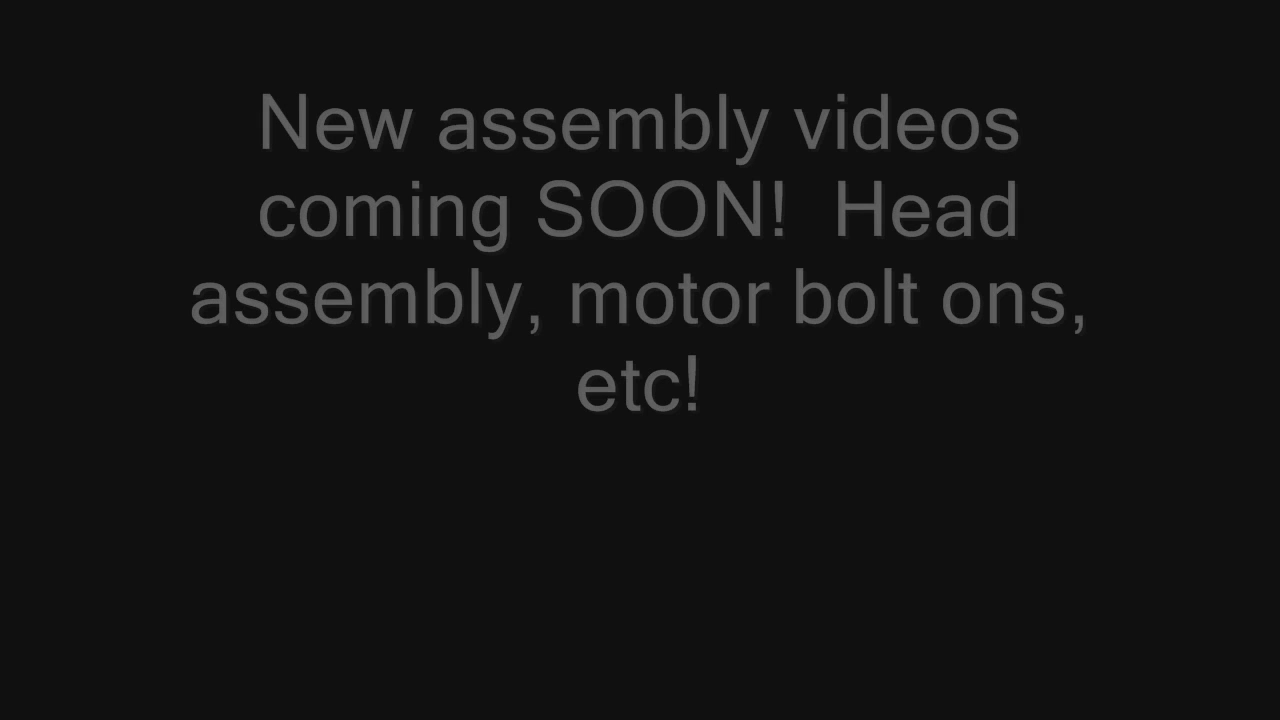 New assembly videos
coming SOON!  Head
assembly, motor bolt ons,
etc!